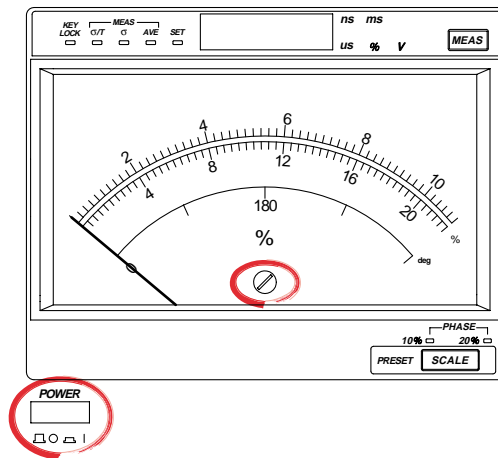 KEY LOCK
MEAS
σ/T σ AVE SET
ns ms
us % V
MEAS
2 4 6 8 10
4 8 12 16 20
%
180
deg
%
PHASE
10% 20%
PRESET SCALE
POWER